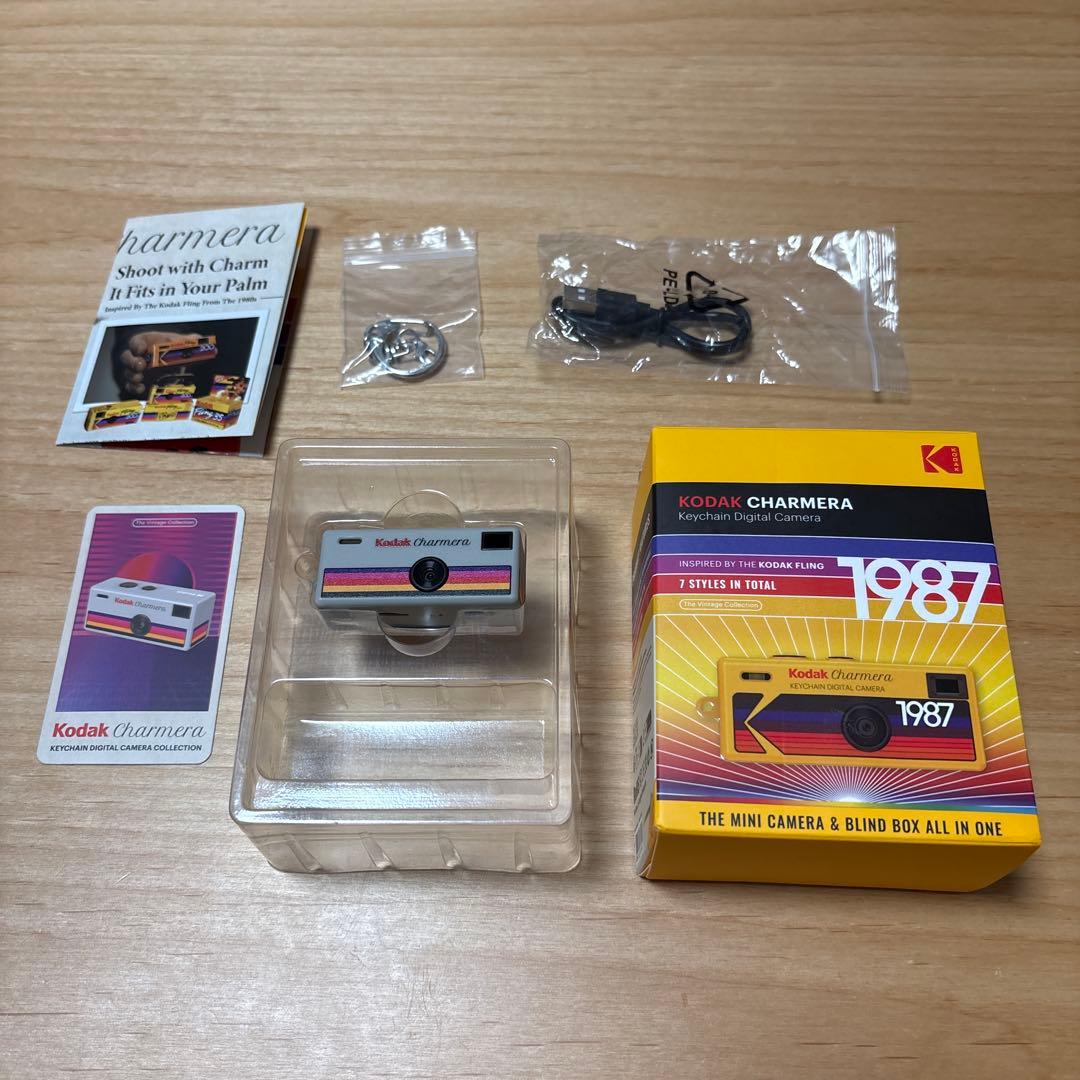 harmera
Shoot with Charm
It Fits in Your Palm
Inspired By The Kodak Fling From The 1980s
The Vintage Collection
Kodak Charmera
Kodak Charmera
KEYCHAIN DIGITAL CAMERA COLLECTION
PE-LD
Kodak Charmera
KODAK
KODAK CHARMERA
Keychain Digital Camera
INSPIRED BY THE KODAK FLING
1987
7 STYLES IN TOTAL
The Vintage Collection
Kodak Charmera
KEYCHAIN DIGITAL CAMERA
1987
THE MINI CAMERA & BLIND BOX ALL IN ONE